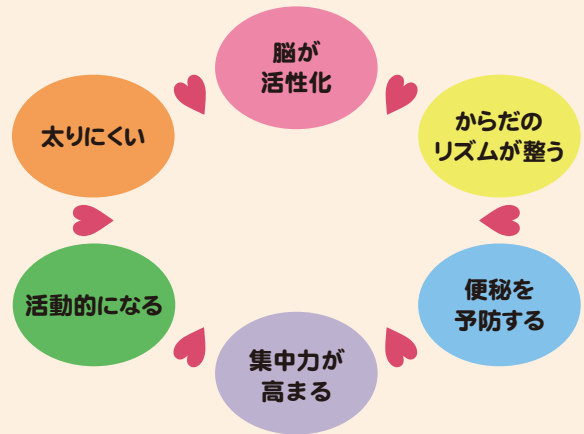 脳が
活性化
からだの
リズムが整う
便秘を
予防する
集中力が
高まる
活動的になる
太りにくい